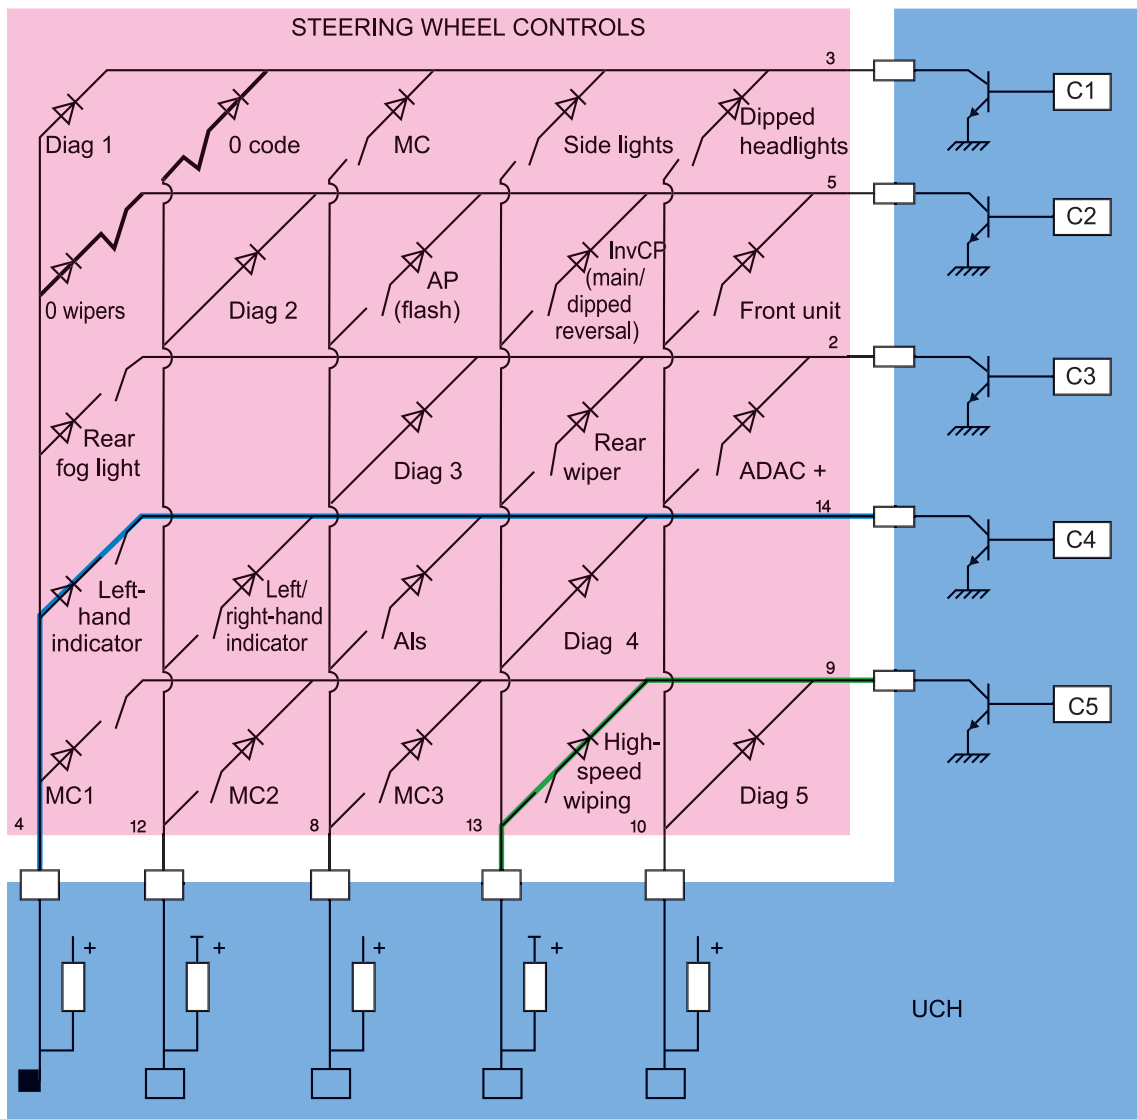 STEERING WHEEL CONTROLS
3
C1
Diag 1
0 code
MC
Side lights
Dipped
headlights
5
C2
0 wipers
Diag 2
AP
(flash)
InvCP
(main/
dipped
reversal)
Front unit
2
C3
Rear
fog light
Diag 3
Rear
wiper
ADAC +
14
C4
Left-
hand
indicator
Left/
right-hand
indicator
AIs
Diag 4
9
C5
MC1
MC2
MC3
High-
speed
wiping
Diag 5
4
12
8
13
10
+
+
+
+
+
UCH